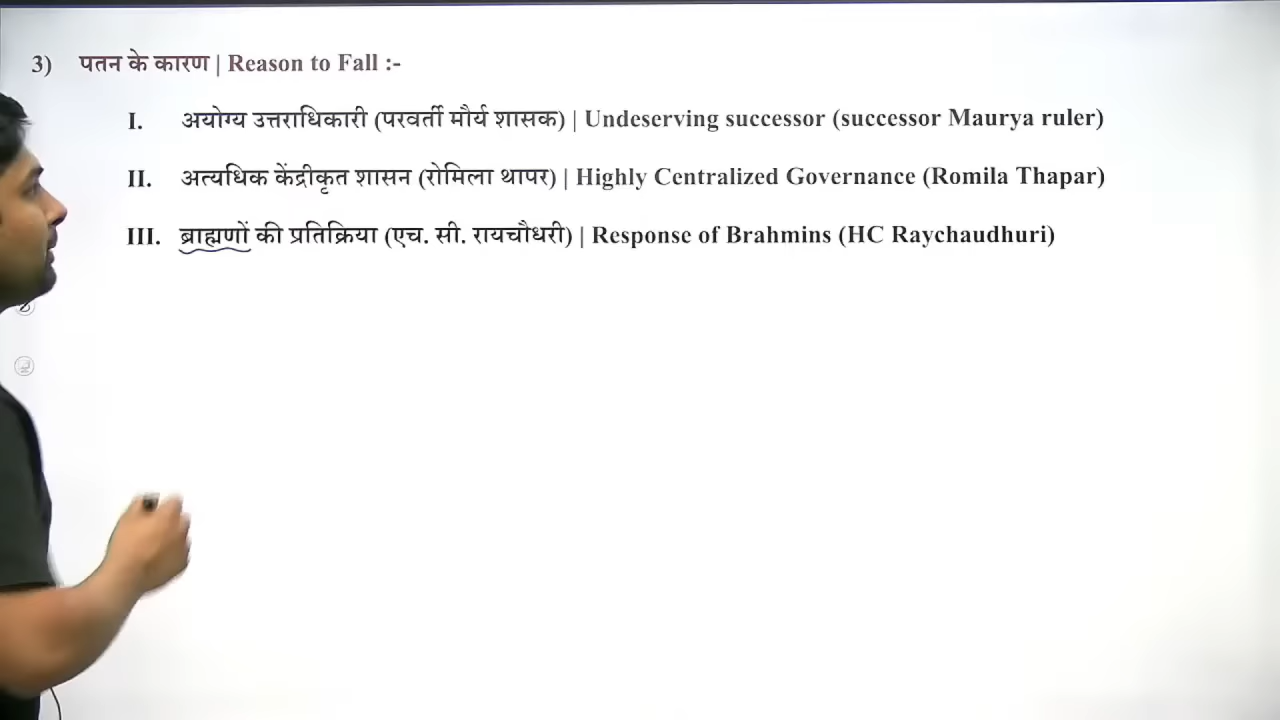 3) पतन के कारण | Reason to Fall :-
I. अयोग्य उत्तराधिकारी (परवर्ती मौर्य शासक) | Undeserving successor (successor Maurya ruler)
II. अत्यधिक केंद्रीकृत शासन (रोमिला थापर) | Highly Centralized Governance (Romila Thapar)
III. ब्राह्मणों की प्रतिक्रिया (एच. सी. रायचौधरी) | Response of Brahmins (HC Raychaudhuri)